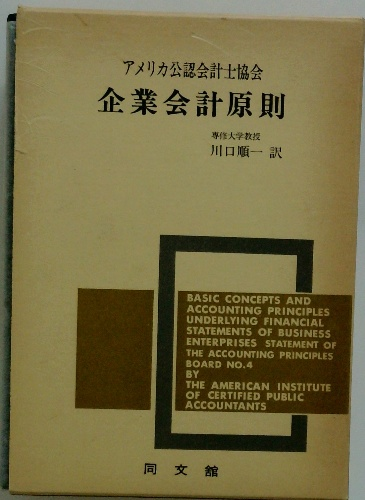 アメリカ公認会計士協会
企業会計原則
専修大学教授
川口順一 訳
BASIC CONCEPTS AND
ACCOUNTING PRINCIPLES
UNDERLYING FINANCIAL
STATEMENTS OF BUSINESS
ENTERPRISES STATEMENT OF
THE ACCOUNTING PRINCIPLES
BOARD NO.4
BY
THE AMERICAN INSTITUTE
OF CERTIFIED PUBLIC
ACCOUNTANTS
同文舘